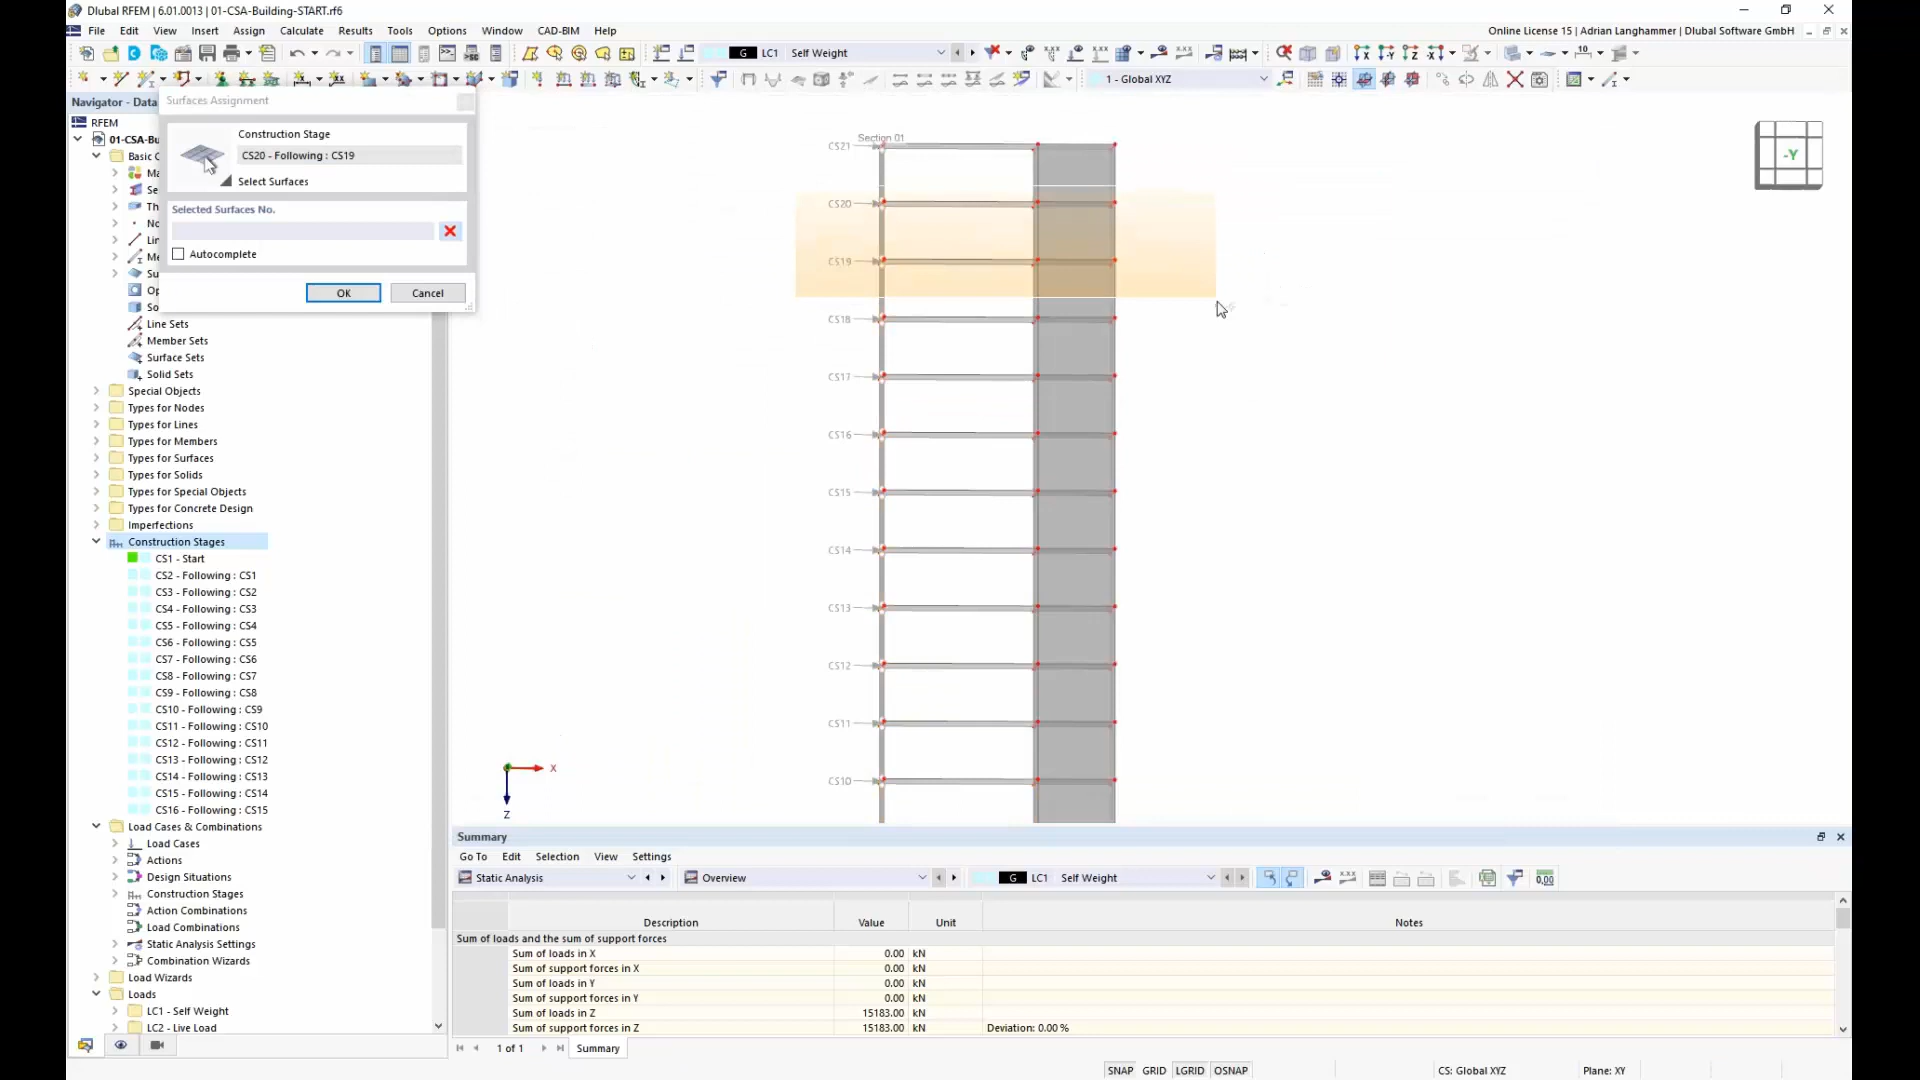 Dlubal RFEM | 6.01.0013 | 01-CSA-Building-START.rf6
File Edit View Insert Assign Calculate Results Tools Options Window CAD-BIM Help
Online License 15 | Adrian Langhammer | Dlubal Software GmbH
G LC1 Self Weight
1 - Global XYZ
Navigator - Data
RFEM
01-CSA-Bu
Basic O
Ma
Se
Th
No
Lin
Me
Su
Op
So
Line Sets
Member Sets
Surface Sets
Solid Sets
Special Objects
Types for Nodes
Types for Lines
Types for Members
Types for Surfaces
Types for Solids
Types for Special Objects
Types for Concrete Design
Imperfections
Construction Stages
CS1 - Start
CS2 - Following : CS1
CS3 - Following : CS2
CS4 - Following : CS3
CS5 - Following : CS4
CS6 - Following : CS5
CS7 - Following : CS6
CS8 - Following : CS7
CS9 - Following : CS8
CS10 - Following : CS9
CS11 - Following : CS10
CS12 - Following : CS11
CS13 - Following : CS12
CS14 - Following : CS13
CS15 - Following : CS14
CS16 - Following : CS15
Load Cases & Combinations
Load Cases
Actions
Design Situations
Construction Stages
Action Combinations
Load Combinations
Static Analysis Settings
Combination Wizards
Load Wizards
Loads
LC1 - Self Weight
LC2 - Live Load
Surfaces Assignment
Construction Stage
CS20 - Following : CS19
Select Surfaces
Selected Surfaces No.
Autocomplete
OK Cancel
Section 01
CS21
CS20
CS19
CS18
CS17
CS16
CS15
CS14
CS13
CS12
CS11
CS10
-Y
X
Z
Summary
Go To Edit Selection View Settings
Static Analysis Overview G LC1 Self Weight 0,00
Description Value Unit Notes
Sum of loads and the sum of support forces
Sum of loads in X 0.00 kN
Sum of support forces in X 0.00 kN
Sum of loads in Y 0.00 kN
Sum of support forces in Y 0.00 kN
Sum of loads in Z 15183.00 kN
Sum of support forces in Z 15183.00 kN Deviation: 0.00 %
1 of 1 Summary
SNAP GRID LGRID OSNAP CS: Global XYZ Plane: XY